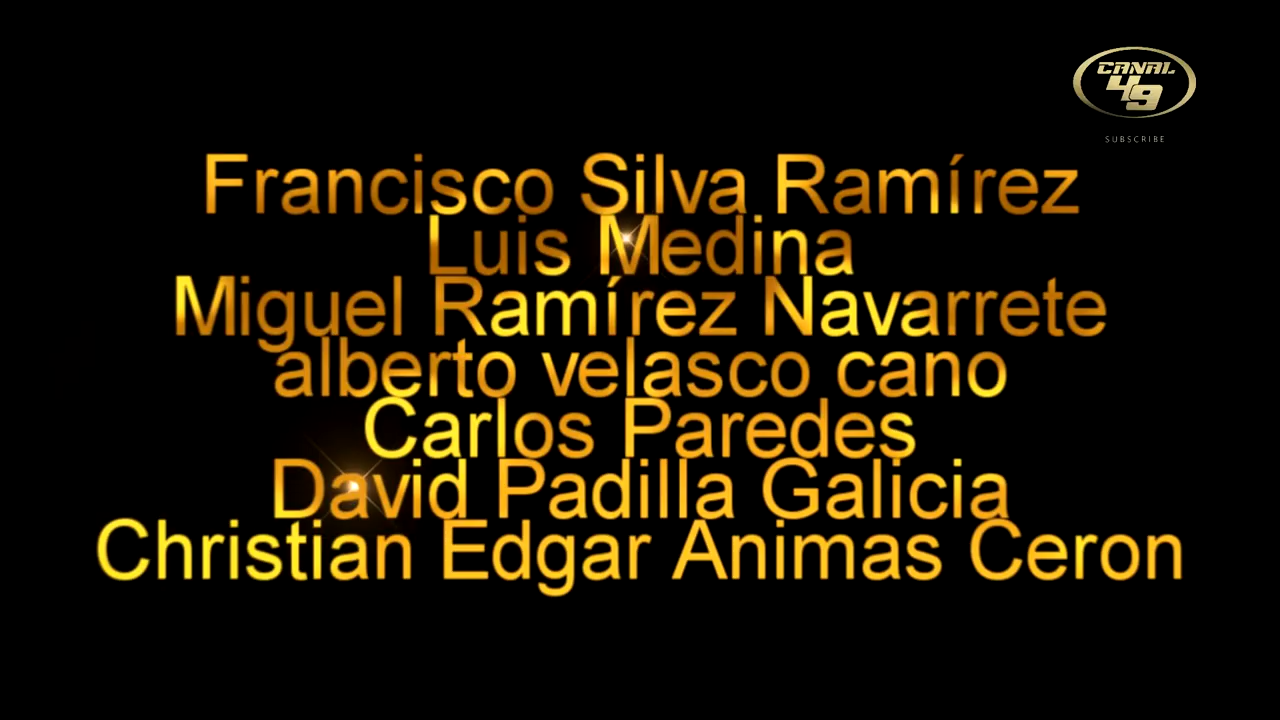 CANAL
49
SUBSCRIBE
Francisco Silva Ramírez
Luis Medina
Miguel Ramírez Navarrete
alberto velasco cano
Carlos Paredes
David Padilla Galicia
Christian Edgar Animas Ceron